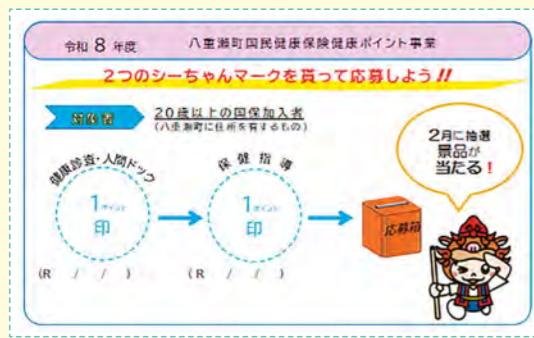 令和 8 年度 八重瀬町国民健康保険健康ポイント事業
2つのシーちゃんマークを貰って応募しよう!!
対象者
20歳以上の国保加入者
(八重瀬町に住所を有するもの)
2月に抽選
景品が
当たる!
健康診査・人間ドック
1ポイント
印
(R / / )
保健指導
1ポイント
印
(R / / )
応募箱